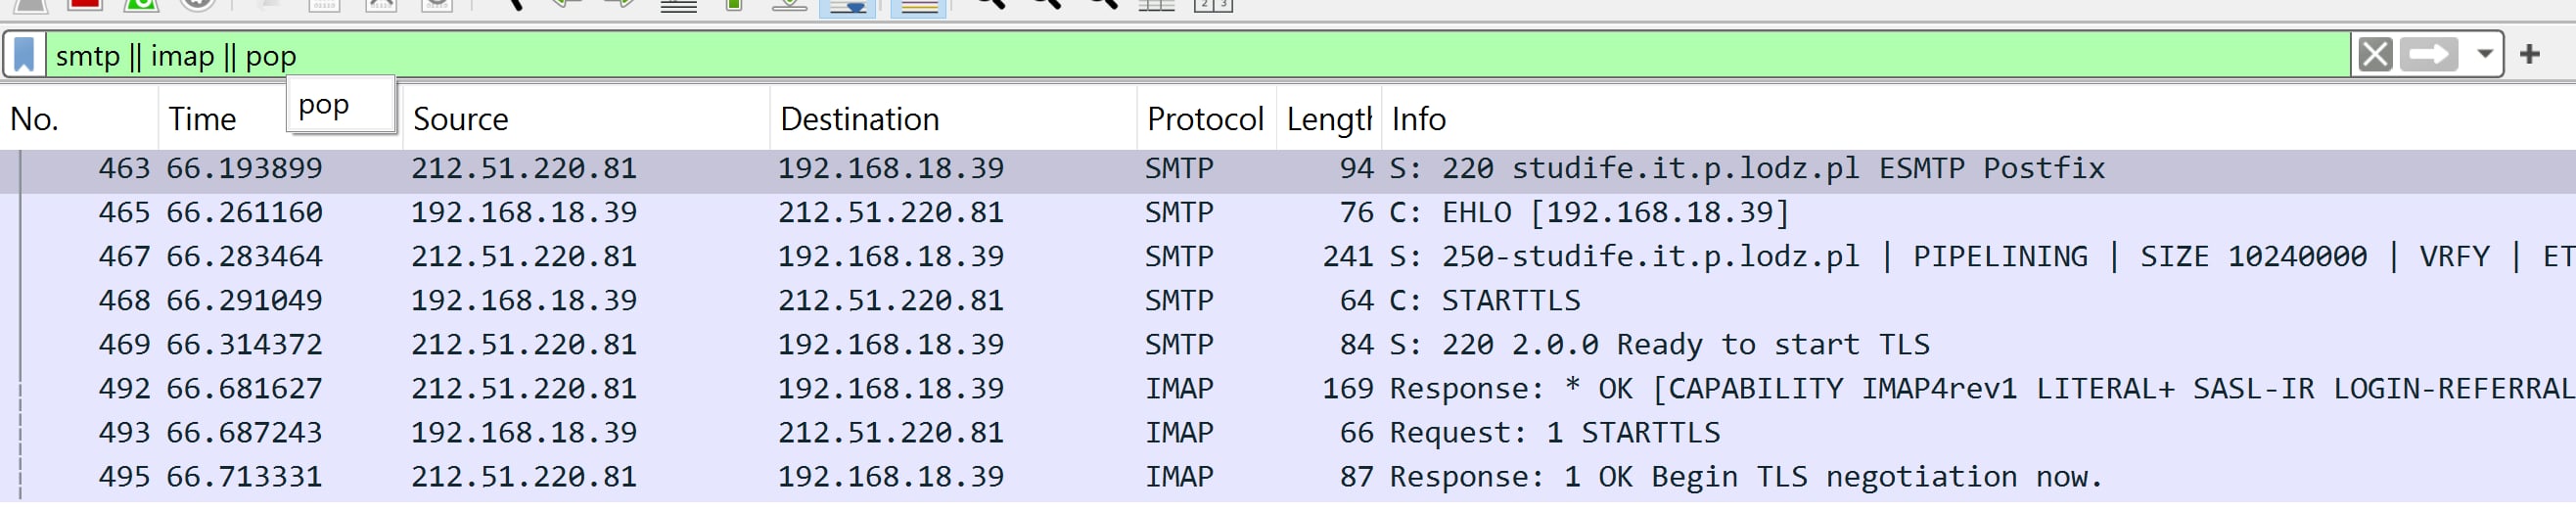 smtp || imap || pop
pop
No. Time Source Destination Protocol Lengtl Info
463 66.193899 212.51.220.81 192.168.18.39 SMTP 94 S: 220 studife.it.p.lodz.pl ESMTP Postfix
465 66.261160 192.168.18.39 212.51.220.81 SMTP 76 C: EHLO [192.168.18.39]
467 66.283464 212.51.220.81 192.168.18.39 SMTP 241 S: 250-studife.it.p.lodz.pl | PIPELINING | SIZE 10240000 | VRFY | ET
468 66.291049 192.168.18.39 212.51.220.81 SMTP 64 C: STARTTLS
469 66.314372 212.51.220.81 192.168.18.39 SMTP 84 S: 220 2.0.0 Ready to start TLS
492 66.681627 212.51.220.81 192.168.18.39 IMAP 169 Response: * OK [CAPABILITY IMAP4rev1 LITERAL+ SASL-IR LOGIN-REFERRAL
493 66.687243 192.168.18.39 212.51.220.81 IMAP 66 Request: 1 STARTTLS
495 66.713331 212.51.220.81 192.168.18.39 IMAP 87 Response: 1 OK Begin TLS negotiation now.